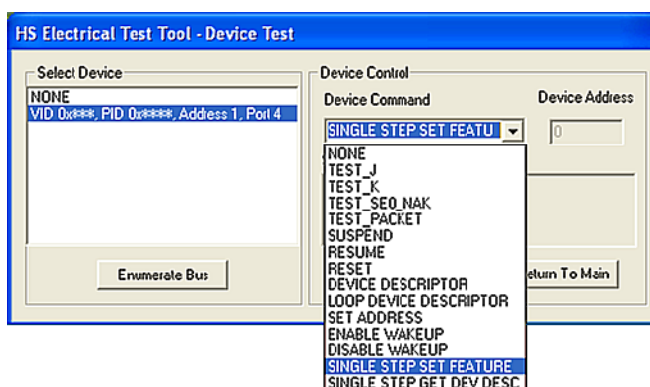 HS Electrical Test Tool - Device Test
Select Device
NONE
VID 0x***, PID 0x****, Address 1, Port 4
Enumerate Bus
Device Control
Device Command
Device Address
SINGLE STEP SET FEATU
0
NONE
TEST_J
TEST_K
TEST_SE0_NAK
TEST_PACKET
SUSPEND
RESUME
RESET
DEVICE DESCRIPTOR
LOOP DEVICE DESCRIPTOR
SET ADDRESS
ENABLE WAKEUP
DISABLE WAKEUP
SINGLE STEP SET FEATURE
SINGLE STEP GET DEV DESC
eturn To Main